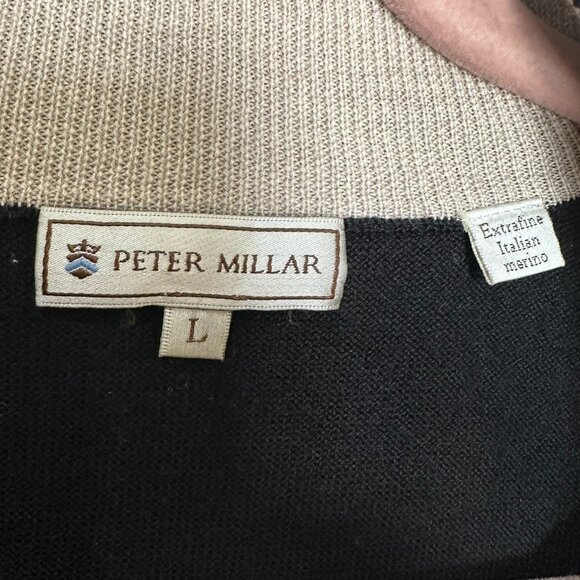 PETER MILLAR
L
Extrafine
Italian
merino